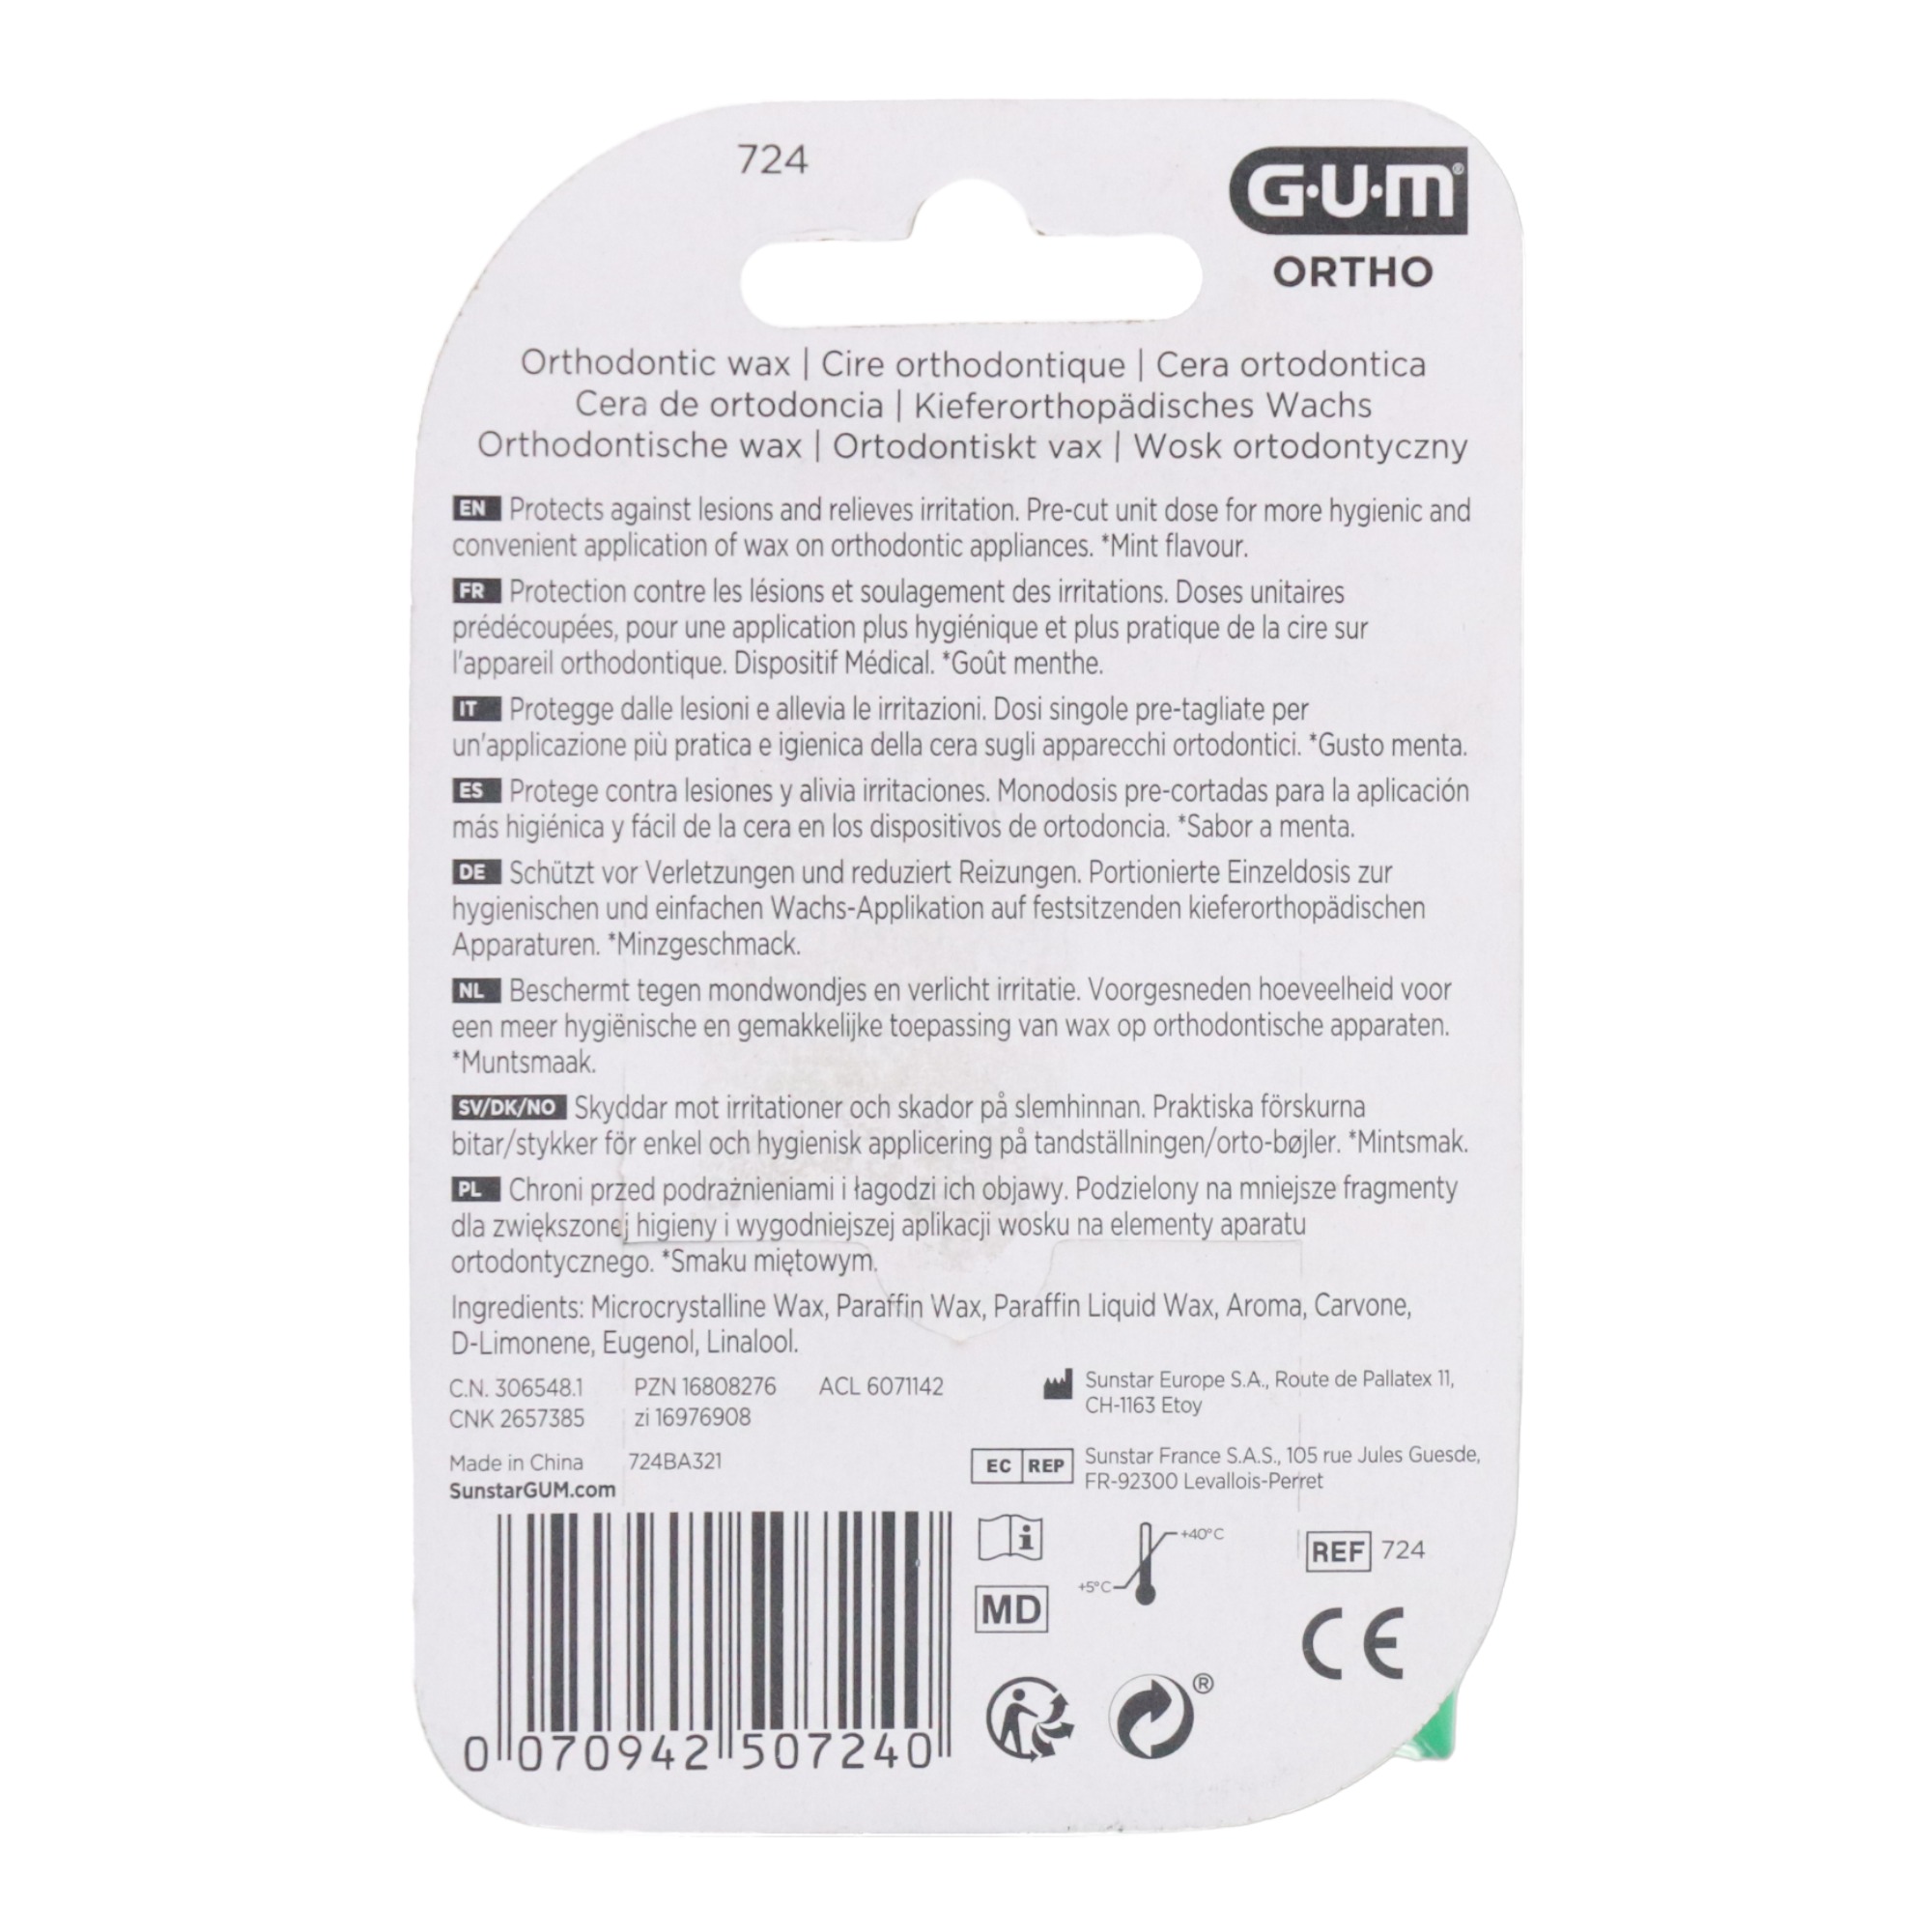 724
G·U·M®
ORTHO
Orthodontic wax | Cire orthodontique | Cera ortodontica
Cera de ortodoncia | Kieferorthopädisches Wachs
Orthodontische wax | Ortodontiskt vax | Wosk ortodontyczny
EN Protects against lesions and relieves irritation. Pre-cut unit dose for more hygienic and
convenient application of wax on orthodontic appliances. *Mint flavour.
FR Protection contre les lésions et soulagement des irritations. Doses unitaires
prédécoupées, pour une application plus hygiénique et plus pratique de la cire sur
l'appareil orthodontique. Dispositif Médical. *Goût menthe.
IT Protegge dalle lesioni e allevia le irritazioni. Dosi singole pre-tagliate per
un'applicazione più pratica e igienica della cera sugli apparecchi ortodontici. *Gusto menta.
ES Protege contra lesiones y alivia irritaciones. Monodosis pre-cortadas para la aplicación
más higiénica y fácil de la cera en los dispositivos de ortodoncia. *Sabor a menta.
DE Schützt vor Verletzungen und reduziert Reizungen. Portionierte Einzeldosis zur
hygienischen und einfachen Wachs-Applikation auf festsitzenden kieferorthopädischen
Apparaturen. *Minzgeschmack.
NL Beschermt tegen mondwondjes en verlicht irritatie. Voorgesneden hoeveelheid voor
een meer hygiënische en gemakkelijke toepassing van wax op orthodontische apparaten.
*Muntsmaak.
SV/DK/NO Skyddar mot irritationer och skador på slemhinnan. Praktiska förskurna
bitar/stykker för enkel och hygienisk applicering på tandställningen/orto-bøjler. *Mintsmak.
PL Chroni przed podrażnieniami i łagodzi ich objawy. Podzielony na mniejsze fragmenty
dla zwiększonej higieny i wygodniejszej aplikacji wosku na elementy aparatu
ortodontycznego. *Smaku miętowym.
Ingredients: Microcrystalline Wax, Paraffin Wax, Paraffin Liquid Wax, Aroma, Carvone,
D-Limonene, Eugenol, Linalool.
C.N. 306548.1 PZN 16808276 ACL 6071142
CNK 2657385 zi 16976908
Made in China 724BA321
SunstarGUM.com
Sunstar Europe S.A., Route de Pallatex 11,
CH-1163 Etoy
EC REP Sunstar France S.A.S., 105 rue Jules Guesde,
FR-92300 Levallois-Perret
i
+40°C
+5°C
REF 724
MD
CE
®
0 070942 507240